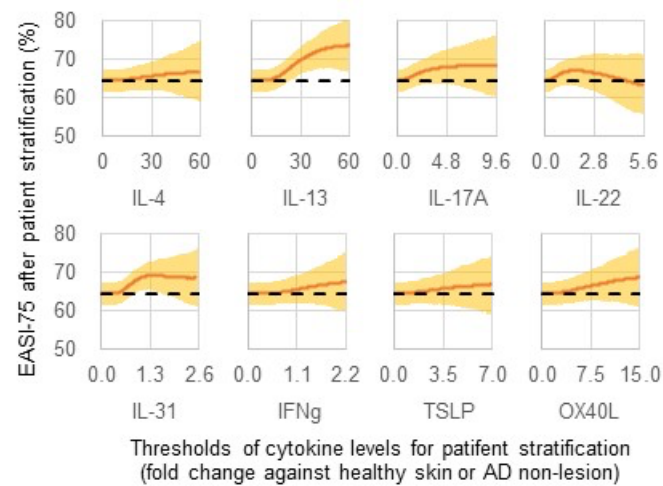 EASI-75 after patient stratification (%)
80
70
60
50
0 30 60
IL-4
0 30 60
IL-13
0.0 4.8 9.6
IL-17A
0.0 2.8 5.6
IL-22
80
70
60
50
0.0 1.3 2.6
IL-31
0.0 1.1 2.2
IFNg
0.0 3.5 7.0
TSLP
0.0 7.5 15.0
OX40L
Thresholds of cytokine levels for patifent stratification
(fold change against healthy skin or AD non-lesion)